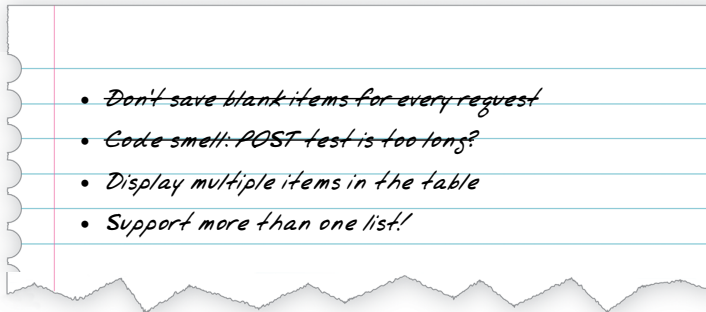 • Don't save blank items for every request
• Code smell: POST test is too long?
• Display multiple items in the table
• Support more than one list!